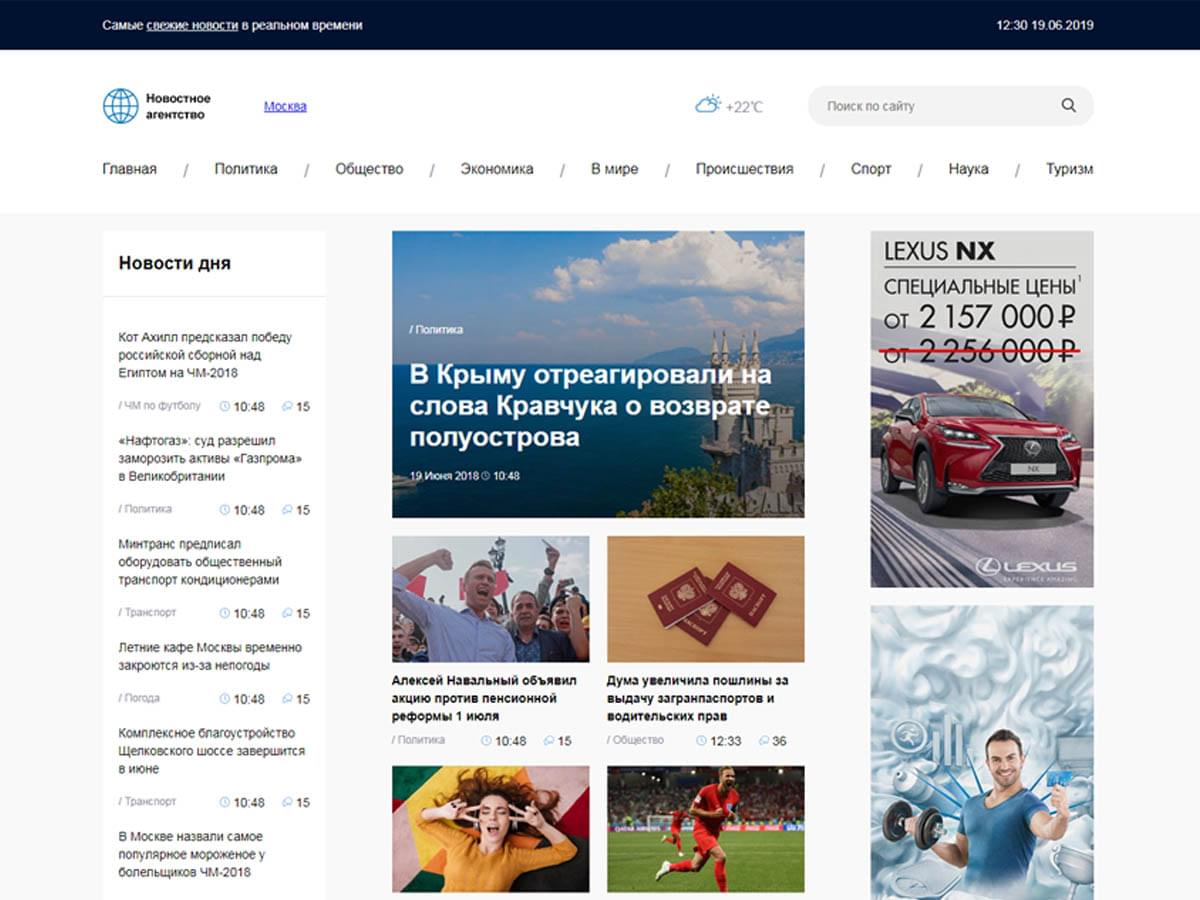 Самые свежие новости в реальном времени
12:30 19.06.2019
Новостное
агентство
Москва
+22℃
Поиск по сайту
Главная / Политика / Общество / Экономика / В мире / Происшествия / Спорт / Наука / Туризм
Новости дня
Кот Ахилл предсказал победу
российской сборной над
Египтом на ЧМ-2018
/ ЧМ по футболу 10:48 15
«Нафтогаз»: суд разрешил
заморозить активы «Газпрома»
в Великобритании
/ Политика 10:48 15
Минтранс предписал
оборудовать общественный
транспорт кондиционерами
/ Транспорт 10:48 15
Летние кафе Москвы временно
закроются из-за непогоды
/ Погода 10:48 15
Комплексное благоустройство
Щелковского шоссе завершится
в июне
/ Транспорт 10:48 15
В Москве назвали самое
популярное мороженое у
болельщиков ЧМ-2018
/ Политика
В Крыму отреагировали на
слова Кравчука о возврате
полуострова
19 Июня 2018 10:48
Алексей Навальный объявил
акцию против пенсионной
реформы 1 июля
/ Политика 10:48 15
ПАСПОРТ
ПАСПОРТ
Дума увеличила пошлины за
выдачу загранпаспортов и
водительских прав
/ Общество 12:33 36
LEXUS NX
СПЕЦИАЛЬНЫЕ ЦЕНЫ¹
ОТ 2 157 000 ₽
ОТ 2 256 000 ₽
NX
LEXUS
EXPERIENCE AMAZING